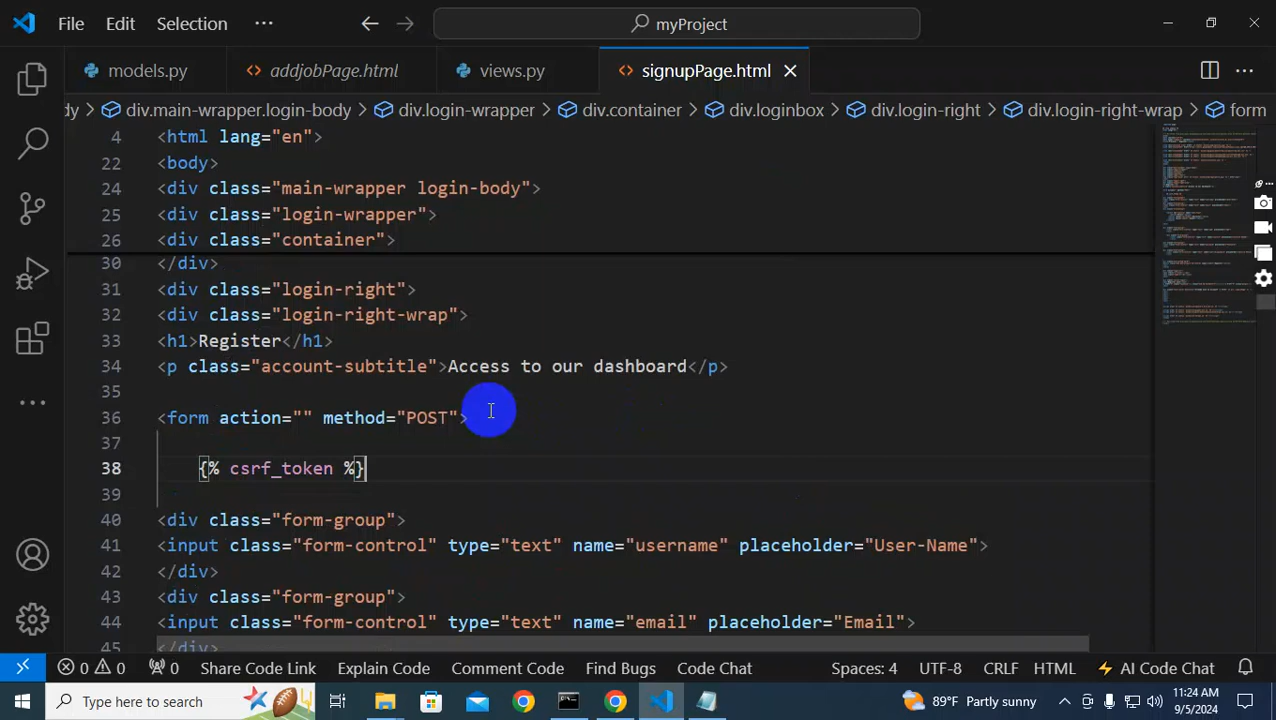 File Edit Selection ··· myProject
models.py addjobPage.html views.py signupPage.html
dy > div.main-wrapper.login-body > div.login-wrapper > div.container > div.loginbox > div.login-right > div.login-right-wrap > form
4 <html lang="en">
22 <body>
24 <div class="main-wrapper login-body">
25 <div class="login-wrapper">
26 <div class="container">
30 </div>
31 <div class="login-right">
32 <div class="login-right-wrap">
33 <h1>Register</h1>
34 <p class="account-subtitle">Access to our dashboard</p>
35
36 <form action="" method="POST">
37
38 {% csrf_token %}
39
40 <div class="form-group">
41 <input class="form-control" type="text" name="username" placeholder="User-Name">
42 </div>
43 <div class="form-group">
44 <input class="form-control" type="text" name="email" placeholder="Email">
45 </div>
0 0 0 Share Code Link Explain Code Comment Code Find Bugs Code Chat Spaces: 4 UTF-8 CRLF HTML AI Code Chat
Type here to search 89°F Partly sunny 11:24 AM
9/5/2024